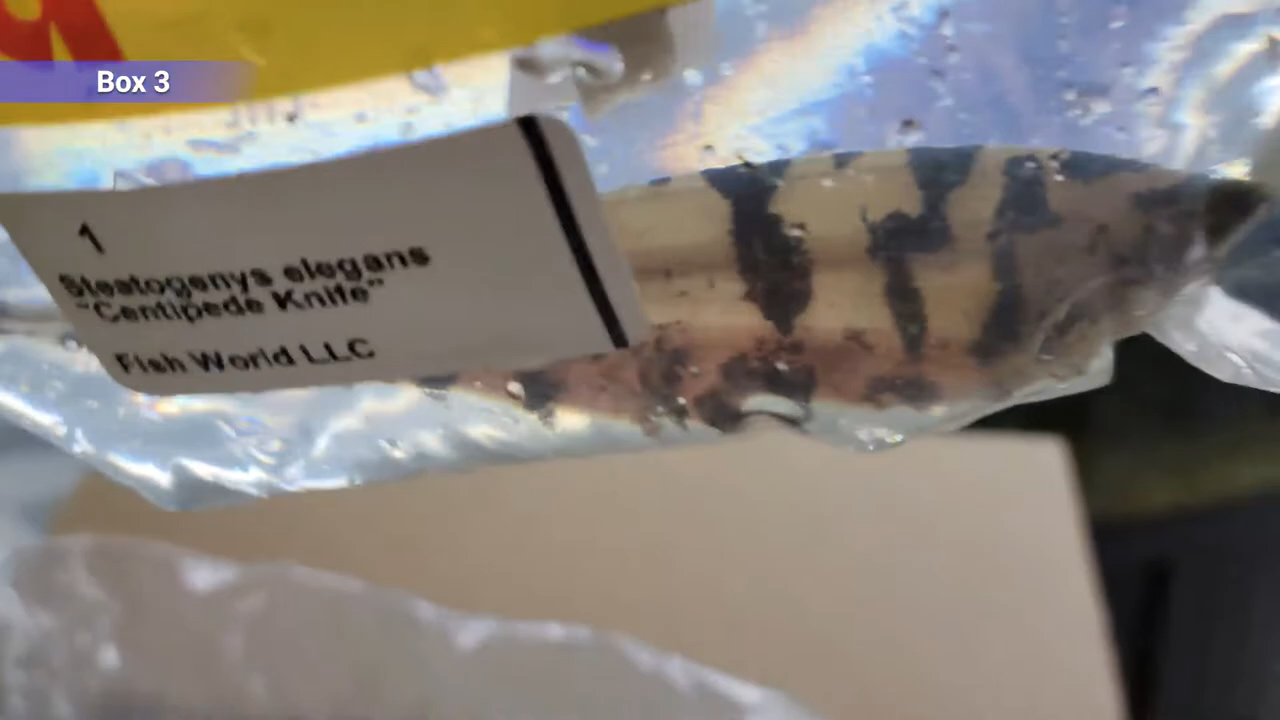 Box 3
1
Steatogenys elegans
"Centipede Knife"
Fish World LLC